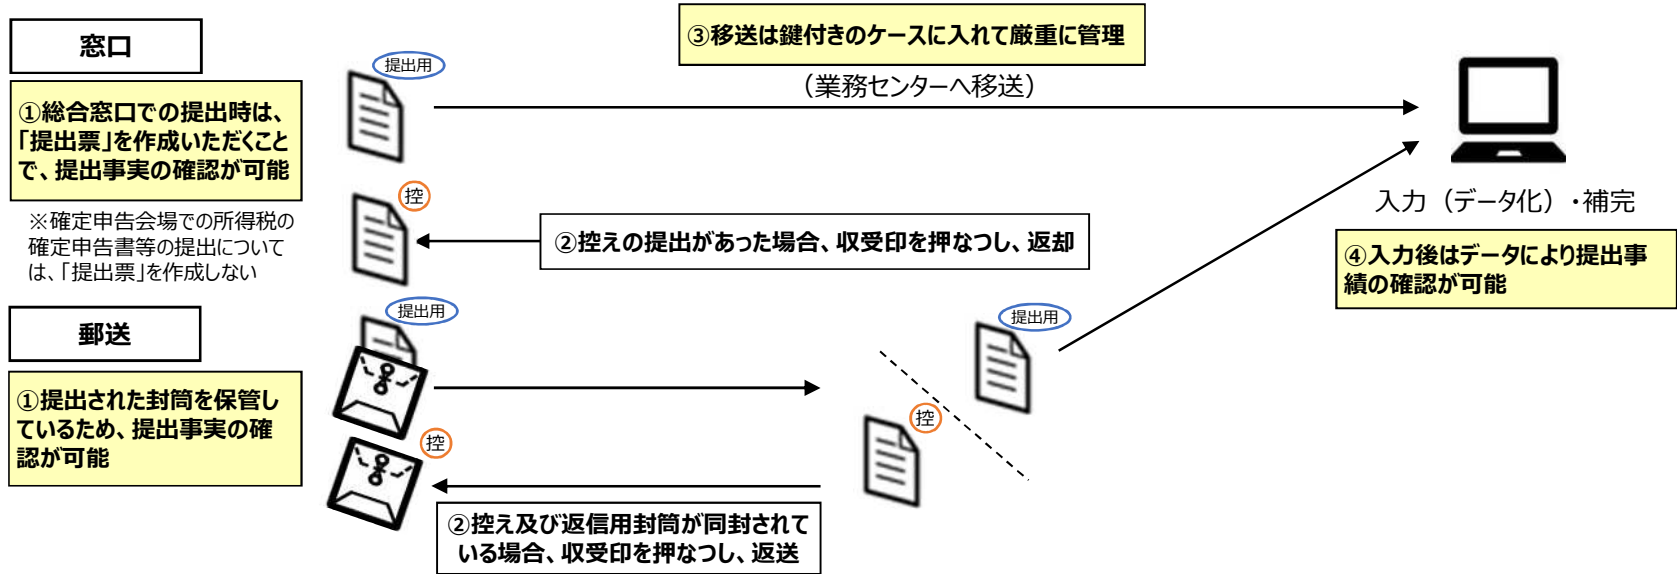 窓口
①総合窓口での提出時は、
「提出票」を作成いただくこと
で、提出事実の確認が可能
※確定申告会場での所得税の
確定申告書等の提出について
は、「提出票」を作成しない
提出用
③移送は鍵付きのケースに入れて厳重に管理
（業務センターへ移送）
控
②控えの提出があった場合、収受印を押なつし、返却
入力（データ化）・補完
④入力後はデータにより提出事
績の確認が可能
郵送
①提出された封筒を保管し
ているため、提出事実の確
認が可能
提出用
提出用
控
控
②控え及び返信用封筒が同封されて
いる場合、収受印を押なつし、返送